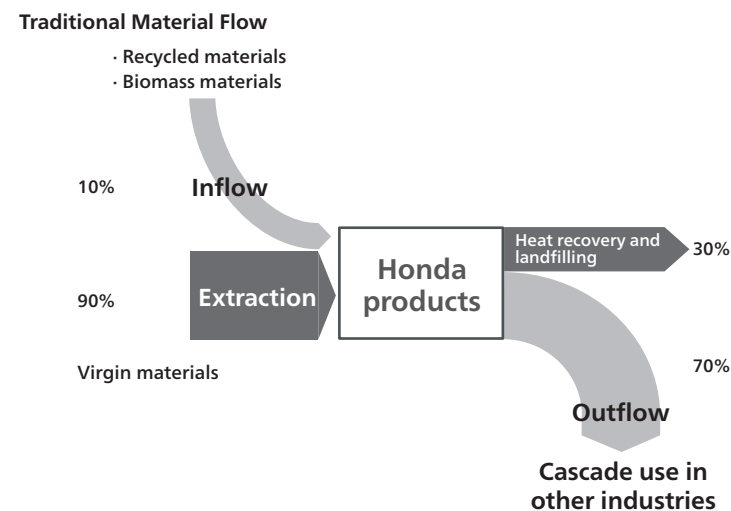 Traditional Material Flow
· Recycled materials
· Biomass materials
10%
Inflow
Heat recovery and
landfilling
30%
Honda
products
90%
Extraction
Virgin materials
70%
Outflow
Cascade use in
other industries